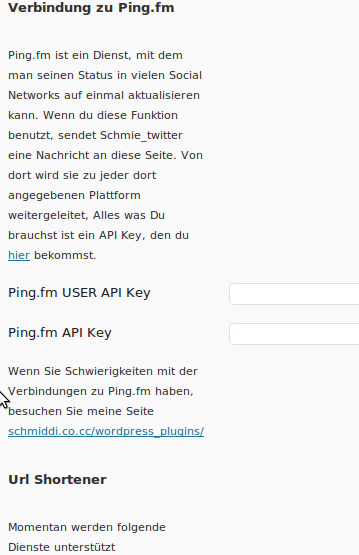 Verbindung zu Ping.fm
Ping.fm ist ein Dienst, mit dem
man seinen Status in vielen Social
Networks auf einmal aktualisieren
kann. Wenn du diese Funktion
benutzt, sendet Schmie_twitter
eine Nachricht an diese Seite. Von
dort wird sie zu jeder dort
angegebenen Plattform
weitergeleitet, Alles was Du
brauchst ist ein API Key, den du
hier bekommst.
Ping.fm USER API Key
Ping.fm API Key
Wenn Sie Schwierigkeiten mit der
Verbindungen zu Ping.fm haben,
besuchen Sie meine Seite
schmiddi.co.cc/wordpress_plugins/
Url Shortener
Momentan werden folgende
Dienste unterstützt